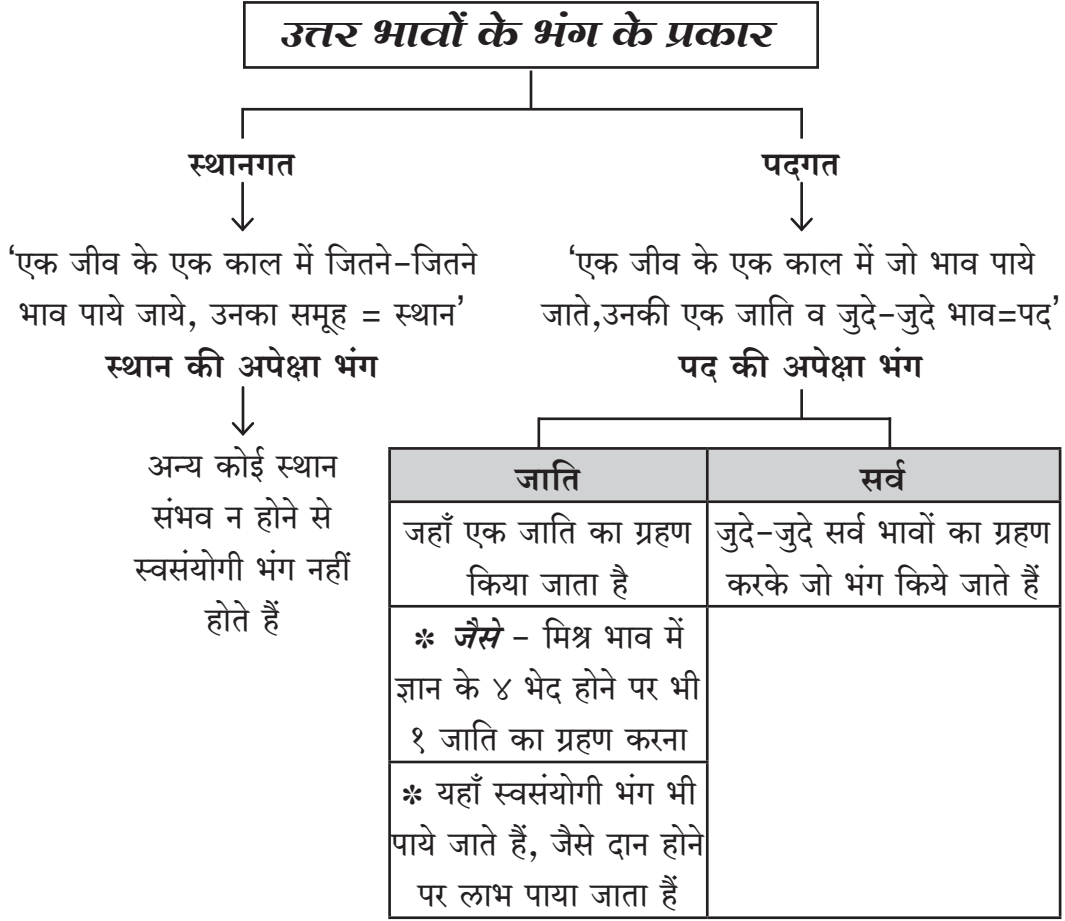 उत्तर भावों के भंग के प्रकार
स्थानगत
‘एक जीव के एक काल में जितने-जितने
भाव पाये जाये, उनका समूह = स्थान’
स्थान की अपेक्षा भंग
अन्य कोई स्थान
संभव न होने से
स्वसंयोगी भंग नहीं
होते हैं
पदगत
‘एक जीव के एक काल में जो भाव पाये
जाते,उनकी एक जाति व जुदे-जुदे भाव=पद’
पद की अपेक्षा भंग
जाति
जहाँ एक जाति का ग्रहण
किया जाता है
* जैसे - मिश्र भाव में
ज्ञान के ४ भेद होने पर भी
१ जाति का ग्रहण करना
* यहाँ स्वसंयोगी भंग भी
पाये जाते हैं, जैसे दान होने
पर लाभ पाया जाता हैं
सर्व
जुदे-जुदे सर्व भावों का ग्रहण
करके जो भंग किये जाते हैं